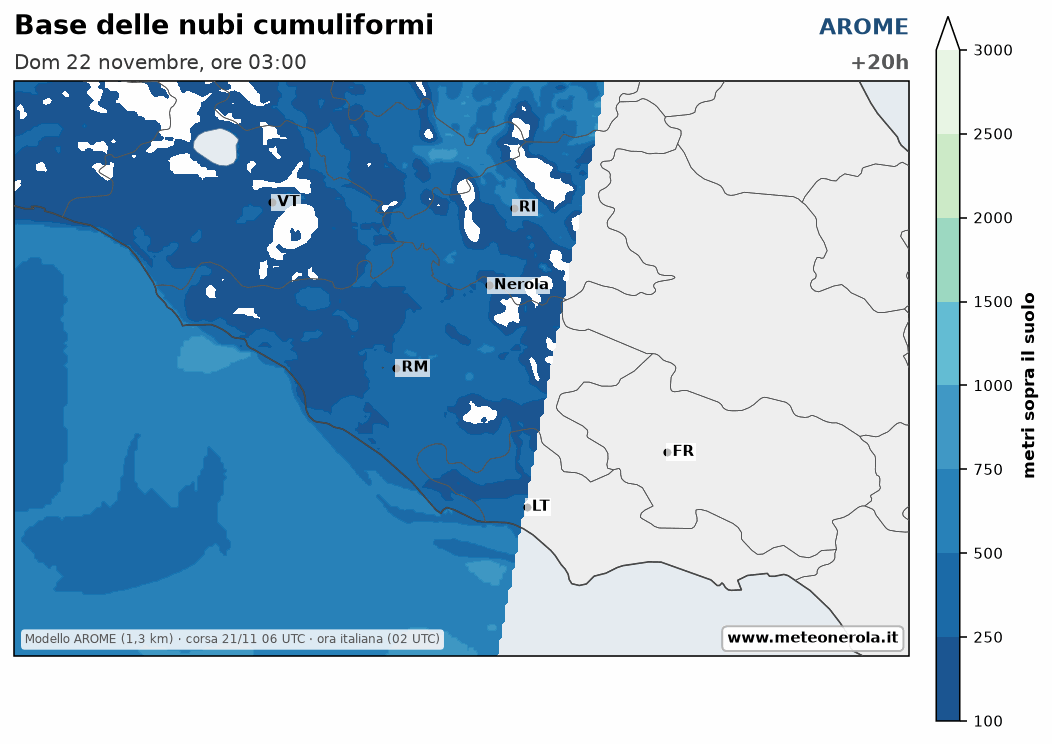 Base delle nubi cumuliformi
AROME
Dom 22 novembre, ore 03:00
+20h
VT
RI
Nerola
RM
FR
LT
Modello AROME (1,3 km) · corsa 21/11 06 UTC · ora italiana (02 UTC)
www.meteonerola.it
3000
2500
2000
1500
1000
750
500
250
100
metri sopra il suolo